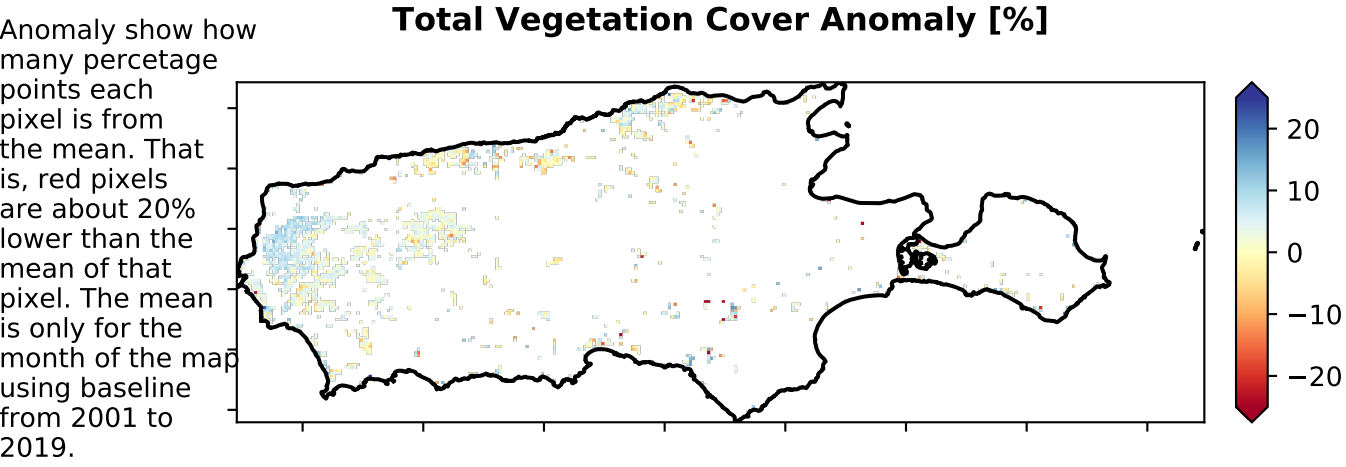 Total Vegetation Cover Anomaly [%]
Anomaly show how
many percetage
points each
pixel is from
the mean. That
is, red pixels
are about 20%
lower than the
mean of that
pixel. The mean
is only for the
month of the map
using baseline
from 2001 to
2019.
20
10
0
−10
−20